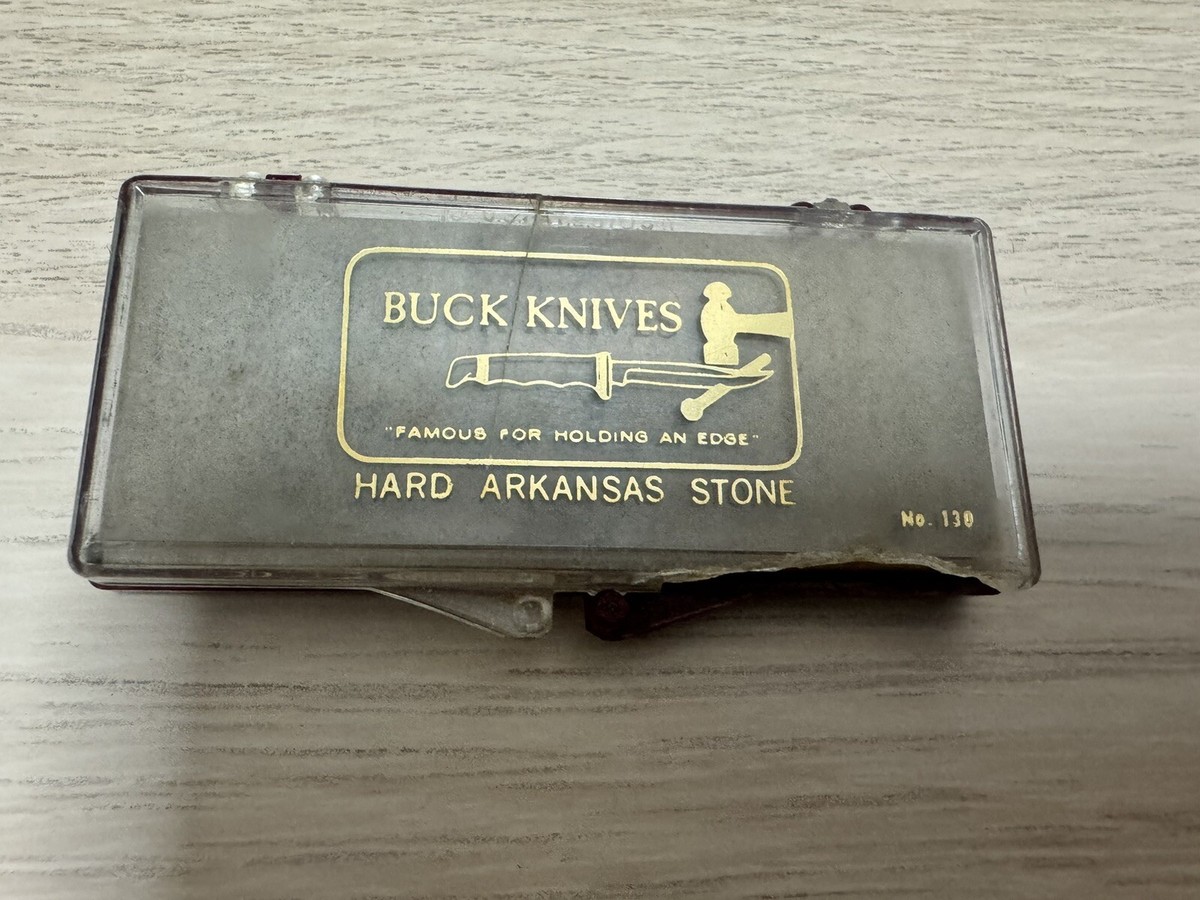 BUCK KNIVES
"FAMOUS FOR HOLDING AN EDGE"
HARD ARKANSAS STONE
No. 130